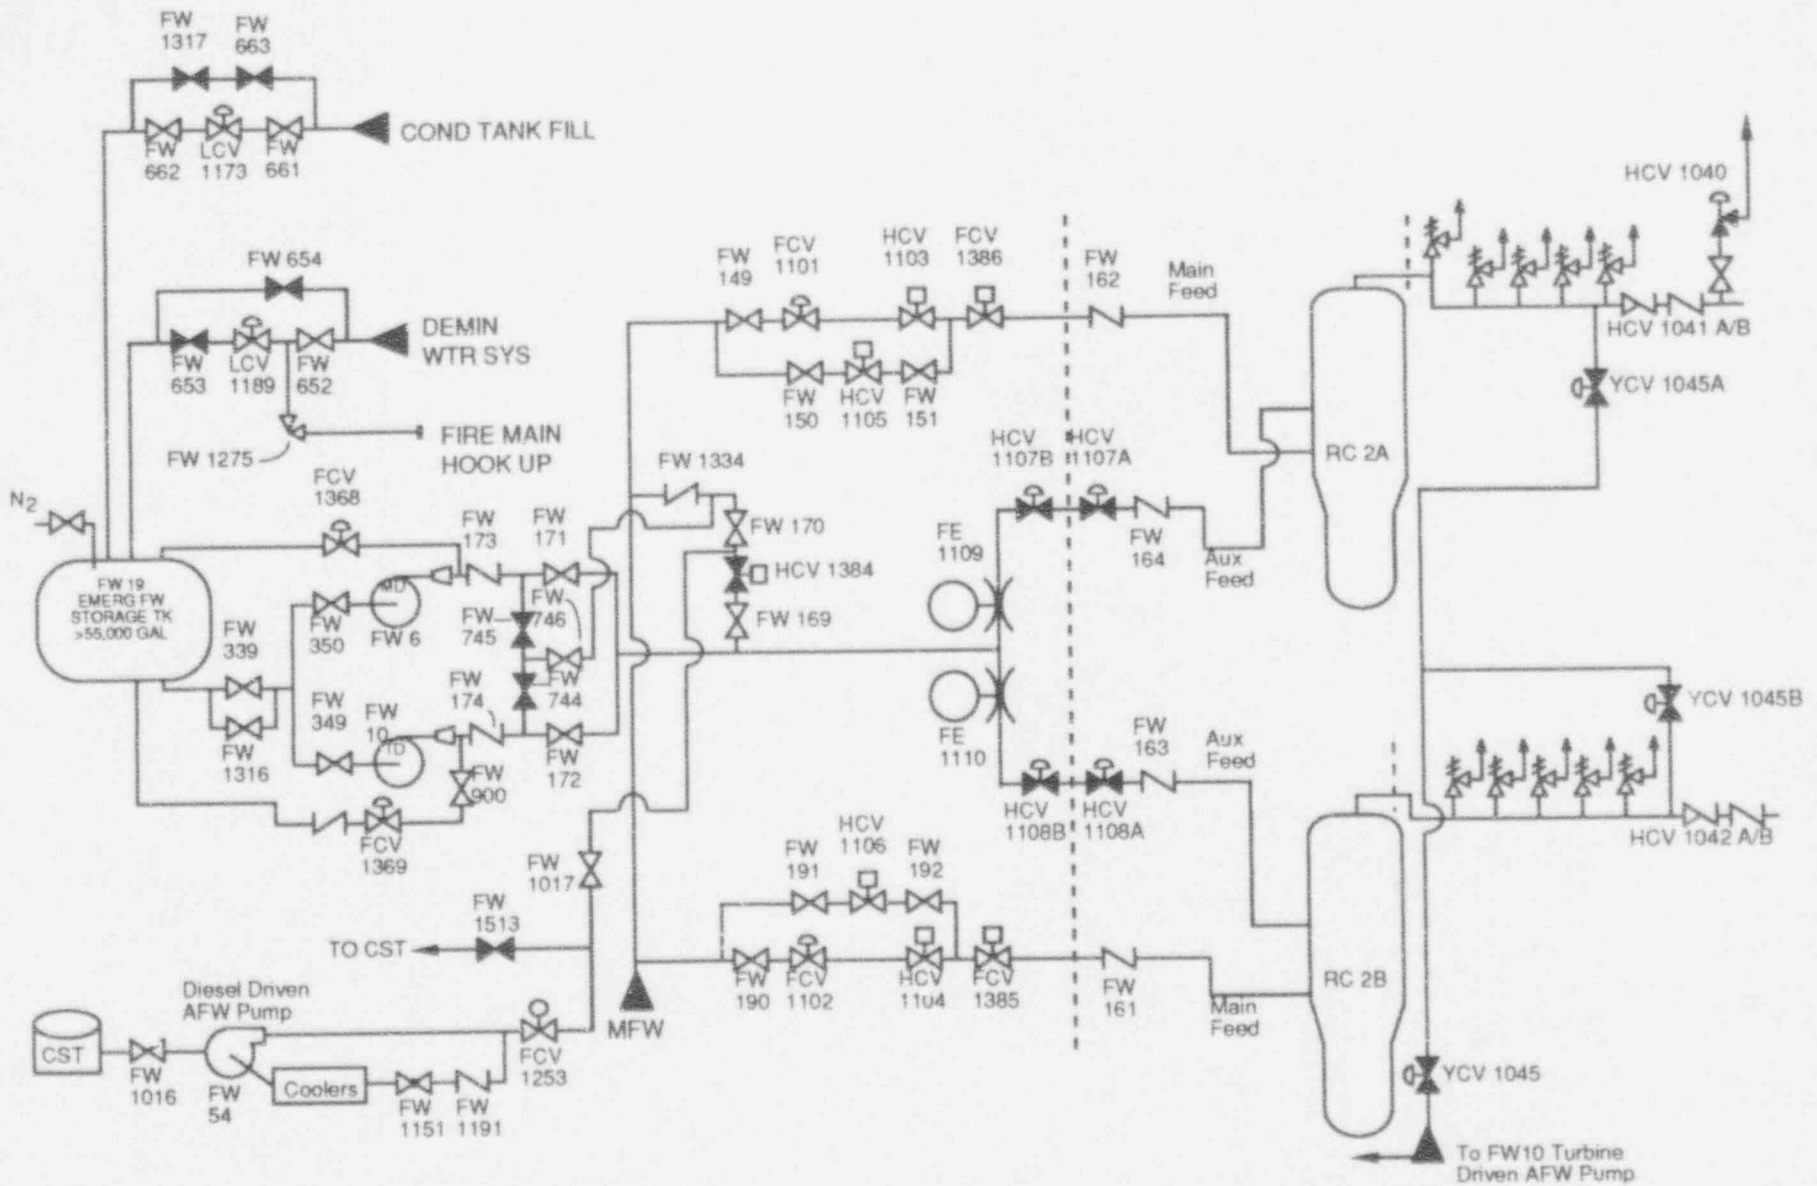 FW
1317
FW
663
COND TANK FILL
FW
662
LCV
1173
FW
661
FW 654
DEMIN
WTR SYS
FW
653
LCV
1189
FW
652
FIRE MAIN
HOOK UP
FW 1275
N2
FCV
1368
FW
173
FW
171
FW 19
EMERG FW
STORAGE TK
>55,000 GAL
FW
339
FW
350
MD
FW 6
FW
745
FW
746
FW
349
FW
10
TD
FW
174
FW
744
FW
1316
FW
900
FW
172
FCV
1369
FW
149
FCV
1101
HCV
1103
FCV
1386
FW
162
Main
Feed
FW
150
HCV
1105
FW
151
FW 1334
FW 170
HCV 1384
FW 169
HCV
1107B
HCV
1107A
FW
164
Aux
Feed
FE
1109
FE
1110
HCV
1108B
HCV
1108A
FW
163
Aux
Feed
HCV 1040
HCV 1041 A/B
YCV 1045A
RC 2A
YCV 1045B
HCV 1042 A/B
RC 2B
YCV 1045
To FW10 Turbine
Driven AFW Pump
FW
191
HCV
1106
FW
192
FW
190
FCV
1102
HCV
1104
FCV
1385
FW
161
Main
Feed
MFW
FW
1017
FW
1513
TO CST
Diesel Driven
AFW Pump
CST
FW
1016
FW
54
Coolers
FW
1151
FW
1191
FCV
1253